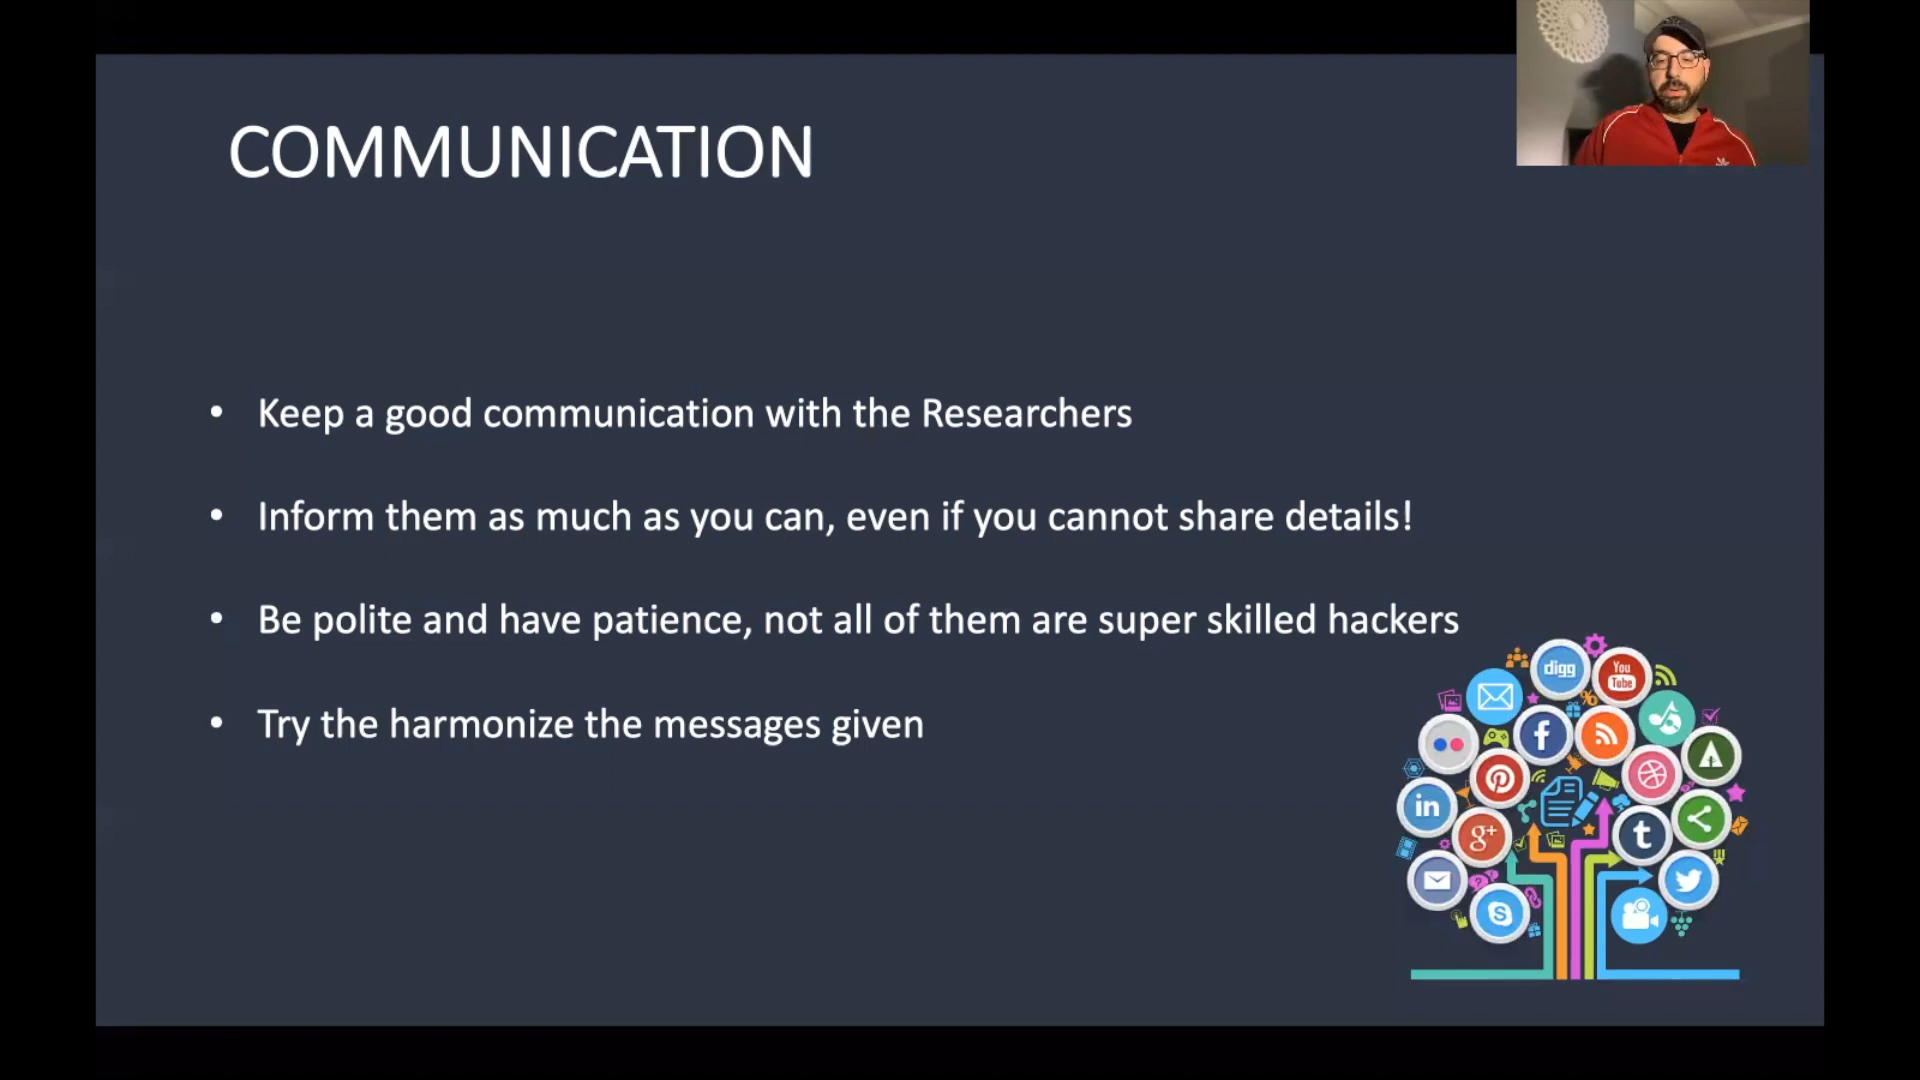 COMMUNICATION
• Keep a good communication with the Researchers
• Inform them as much as you can, even if you cannot share details!
• Be polite and have patience, not all of them are super skilled hackers
• Try the harmonize the messages given
digg
You
Tube
f
in
g+
t
S